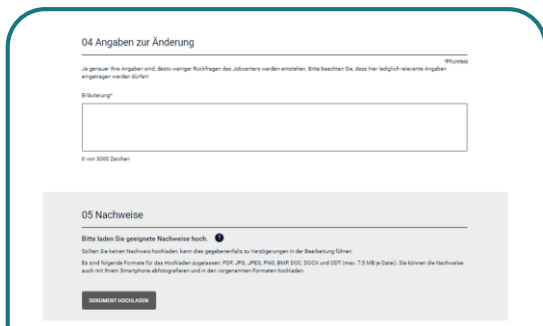 04 Angaben zur Änderung
*Pflichtfeld
Je genauer Ihre Angaben sind, desto weniger Rückfragen des Jobcenters werden entstehen. Bitte beachten Sie, dass hier lediglich relevante Angaben
eingetragen werden dürfen!
Erläuterung*
0 von 3000 Zeichen
05 Nachweise
Bitte laden Sie geeignete Nachweise hoch. ?
Sollten Sie keinen Nachweis hochladen, kann dies gegebenenfalls zu Verzögerungen in der Bearbeitung führen.
Es sind folgende Formate für das Hochladen zugelassen: PDF, JPG, JPEG, PNG, BMP, DOC, DOCX und ODT (max. 7,5 MB je Datei). Sie können die Nachweise
auch mit Ihrem Smartphone abfotografieren und in den vorgenannten Formaten hochladen.
DOKUMENT HOCHLADEN